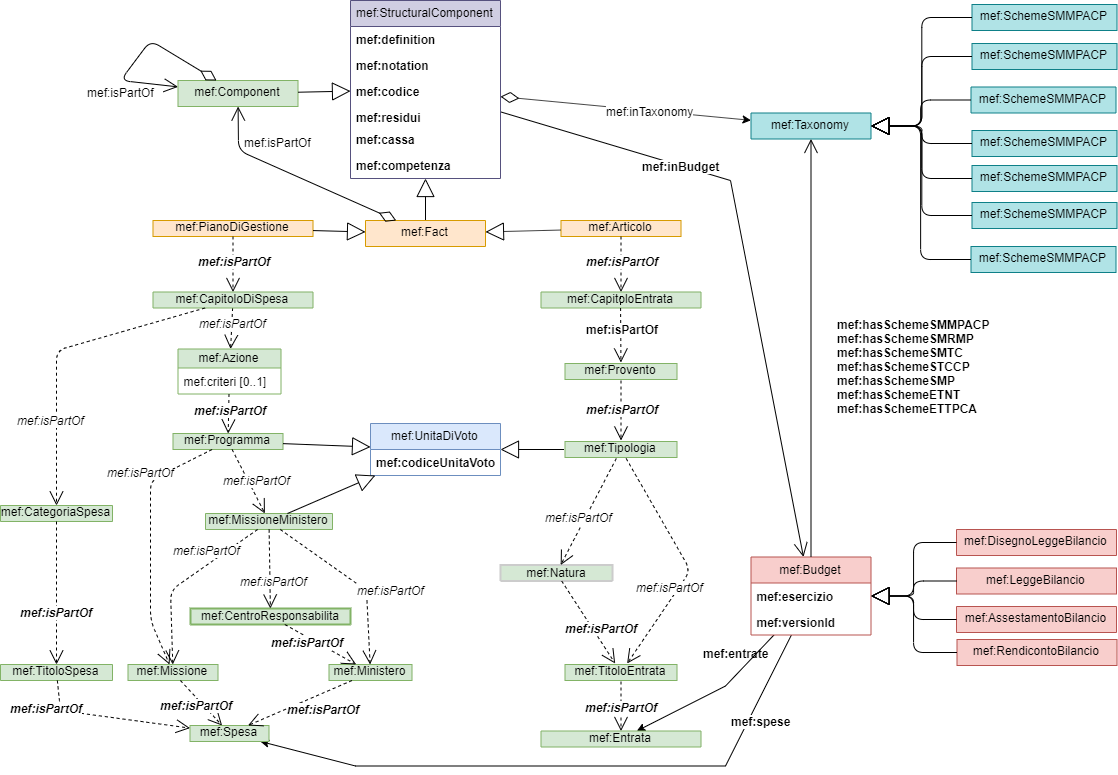 mef:StructuralComponent
mef:definition
mef:notation
mef:codice
mef:residui
mef:cassa
mef:competenza
mef:Component
mef:isPartOf
mef:isPartOf
mef:inTaxonomy
mef:inBudget
mef:Taxonomy
mef:SchemeSMMPACP
mef:SchemeSMMPACP
mef:SchemeSMMPACP
mef:SchemeSMMPACP
mef:SchemeSMMPACP
mef:SchemeSMMPACP
mef:SchemeSMMPACP
mef:PianoDiGestione
mef:Fact
mef:Articolo
mef:isPartOf
mef:isPartOf
mef:CapitoloDiSpesa
mef:CapitoloEntrata
mef:isPartOf
mef:isPartOf
mef:hasSchemeSMMPACP
mef:hasSchemeSMRMP
mef:hasSchemeSMTC
mef:hasSchemeSTCCP
mef:hasSchemeSMP
mef:hasSchemeETNT
mef:hasSchemeETTPCA
mef:Azione
mef:criteri [0..1]
mef:Provento
mef:isPartOf
mef:isPartOf
mef:isPartOf
mef:Programma
mef:UnitaDiVoto
mef:codiceUnitaVoto
mef:Tipologia
mef:isPartOf
mef:isPartOf
mef:CategoriaSpesa
mef:MissioneMinistero
mef:isPartOf
mef:isPartOf
mef:DisegnoLeggeBilancio
mef:Natura
mef:Budget
mef:esercizio
mef:versionId
mef:LeggeBilancio
mef:isPartOf
mef:isPartOf
mef:isPartOf
mef:isPartOf
mef:CentroResponsabilita
mef:AssestamentoBilancio
mef:isPartOf
mef:isPartOf
mef:RendicontoBilancio
mef:entrate
mef:TitoloSpesa
mef:Missione
mef:Ministero
mef:TitoloEntrata
mef:isPartOf
mef:isPartOf
mef:isPartOf
mef:isPartOf
mef:spese
mef:Spesa
mef:Entrata